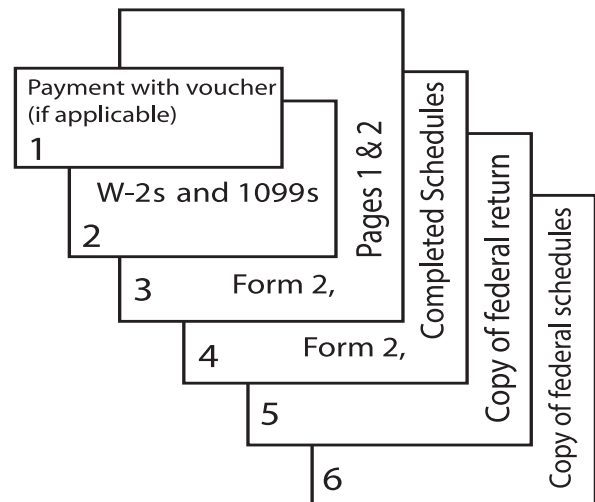 Payment with voucher
(if applicable)
1
W-2s and 1099s
2
Form 2,
Pages 1 & 2
3
Form 2,
Completed Schedules
4
Copy of federal return
5
Copy of federal schedules
6